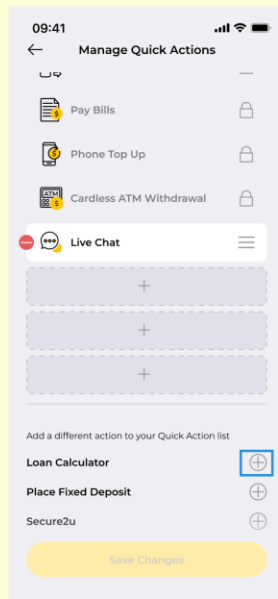 09:41
Manage Quick Actions
Pay Bills
Phone Top Up
ATM
Cardless ATM Withdrawal
Live Chat
Add a different action to your Quick Action list
Loan Calculator
Place Fixed Deposit
Secure2u
Save Changes